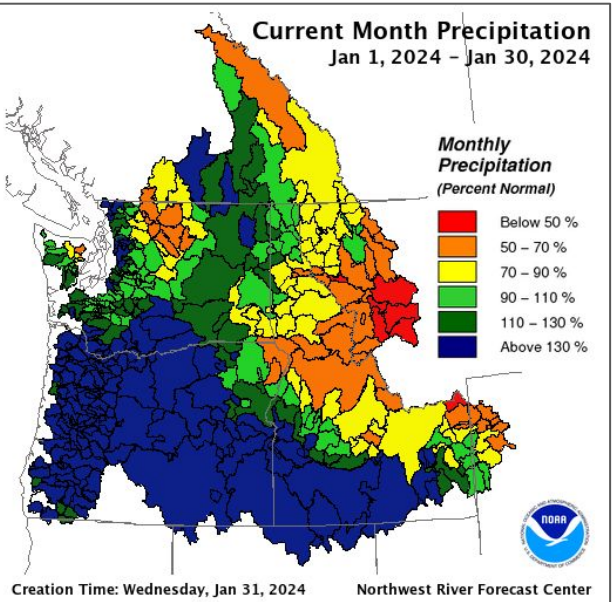 Current Month Precipitation
Jan 1, 2024 - Jan 30, 2024
Monthly
Precipitation
(Percent Normal)
Below 50 %
50 - 70 %
70 - 90 %
90 - 110 %
110 - 130 %
Above 130 %
NOAA
Creation Time: Wednesday, Jan 31, 2024
Northwest River Forecast Center